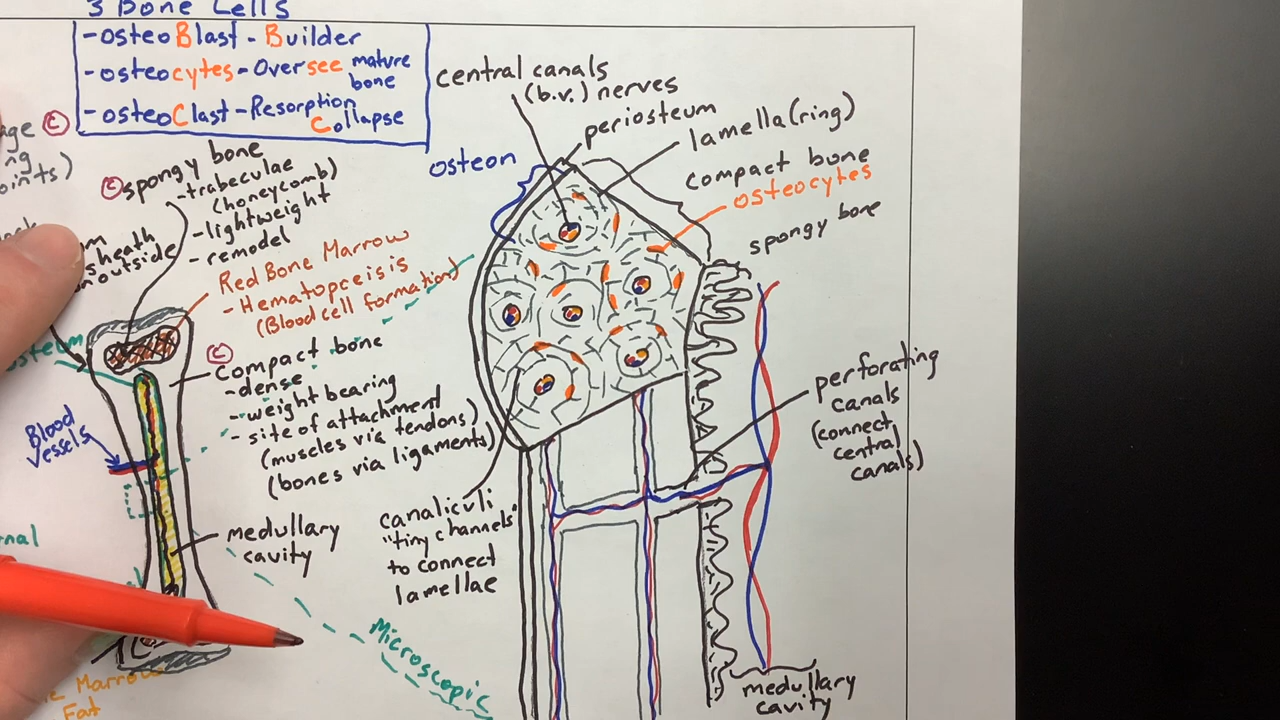 3 Bone Cells
-osteoBlast - Builder
-osteocytes-Oversee mature bone
-osteoClast-Resorption
Collapse
central canals
(b.v.) nerves
periosteum
lamella(ring)
compact bone
osteocytes
spongy bone
osteon
spongy bone
-trabeculae
(honeycomb)
-lightweight
-remodel
sheath
outside
Red Bone Marrow
-Hematopoeisis
(Blood cell formation)
Compact bone
-dense
-weight bearing
-site of attachment
(muscles via tendons)
(bones via ligaments)
Blood
Vessels
medullary
cavity
canaliculi
"tiny channels"
to connect
lamellae
perforating
canals
(connect
central
canals)
Microscopic
medullary
cavity
Marrow
Fat